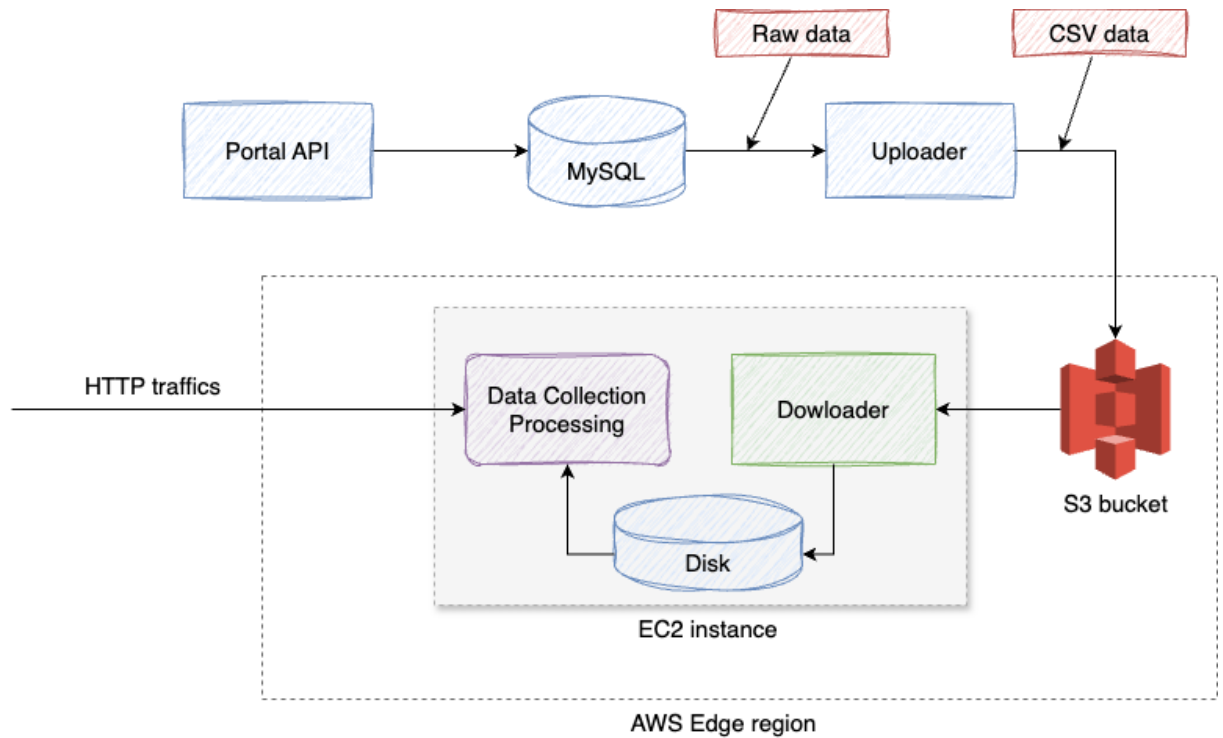 Raw data
CSV data
Portal API
MySQL
Uploader
HTTP traffics
Data Collection
Processing
Dowloader
S3 bucket
Disk
EC2 instance
AWS Edge region